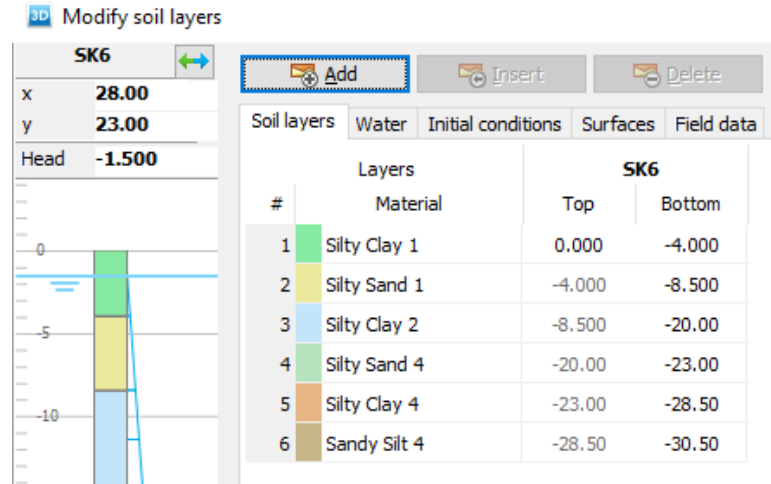 3D Modify soil layers
SK6
x 28.00
y 23.00
Head -1.500
0
-5
-10
Add Insert Delete
Soil layers Water Initial conditions Surfaces Field data
Layers SK6
# Material Top Bottom
1 Silty Clay 1 0.000 -4.000
2 Silty Sand 1 -4.000 -8.500
3 Silty Clay 2 -8.500 -20.00
4 Silty Sand 4 -20.00 -23.00
5 Silty Clay 4 -23.00 -28.50
6 Sandy Silt 4 -28.50 -30.50